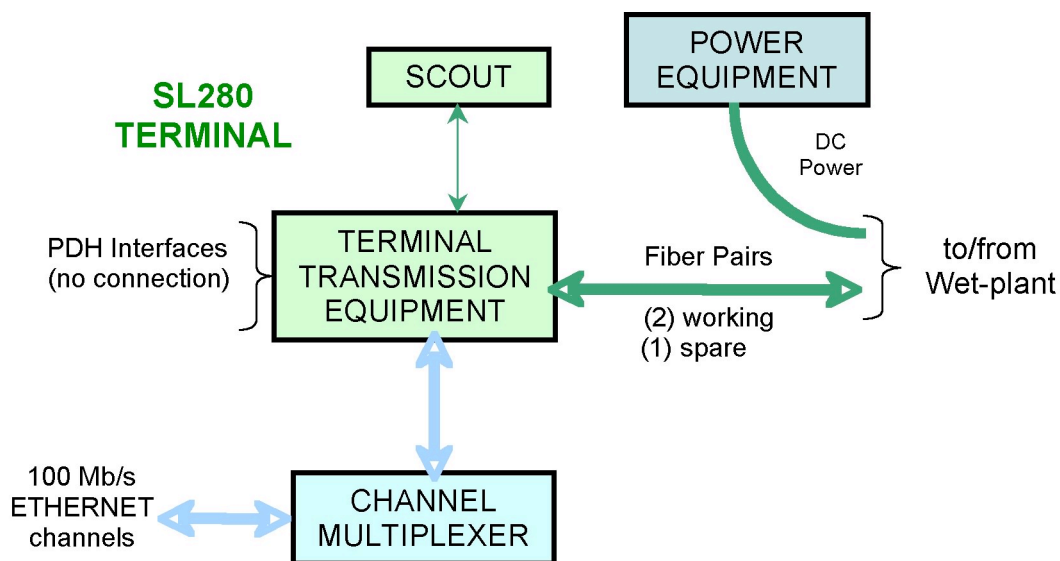 SL280
TERMINAL
SCOUT
POWER
EQUIPMENT
DC
Power
PDH Interfaces
(no connection)
TERMINAL
TRANSMISSION
EQUIPMENT
Fiber Pairs
(2) working
(1) spare
to/from
Wet-plant
100 Mb/s
ETHERNET
channels
CHANNEL
MULTIPLEXER